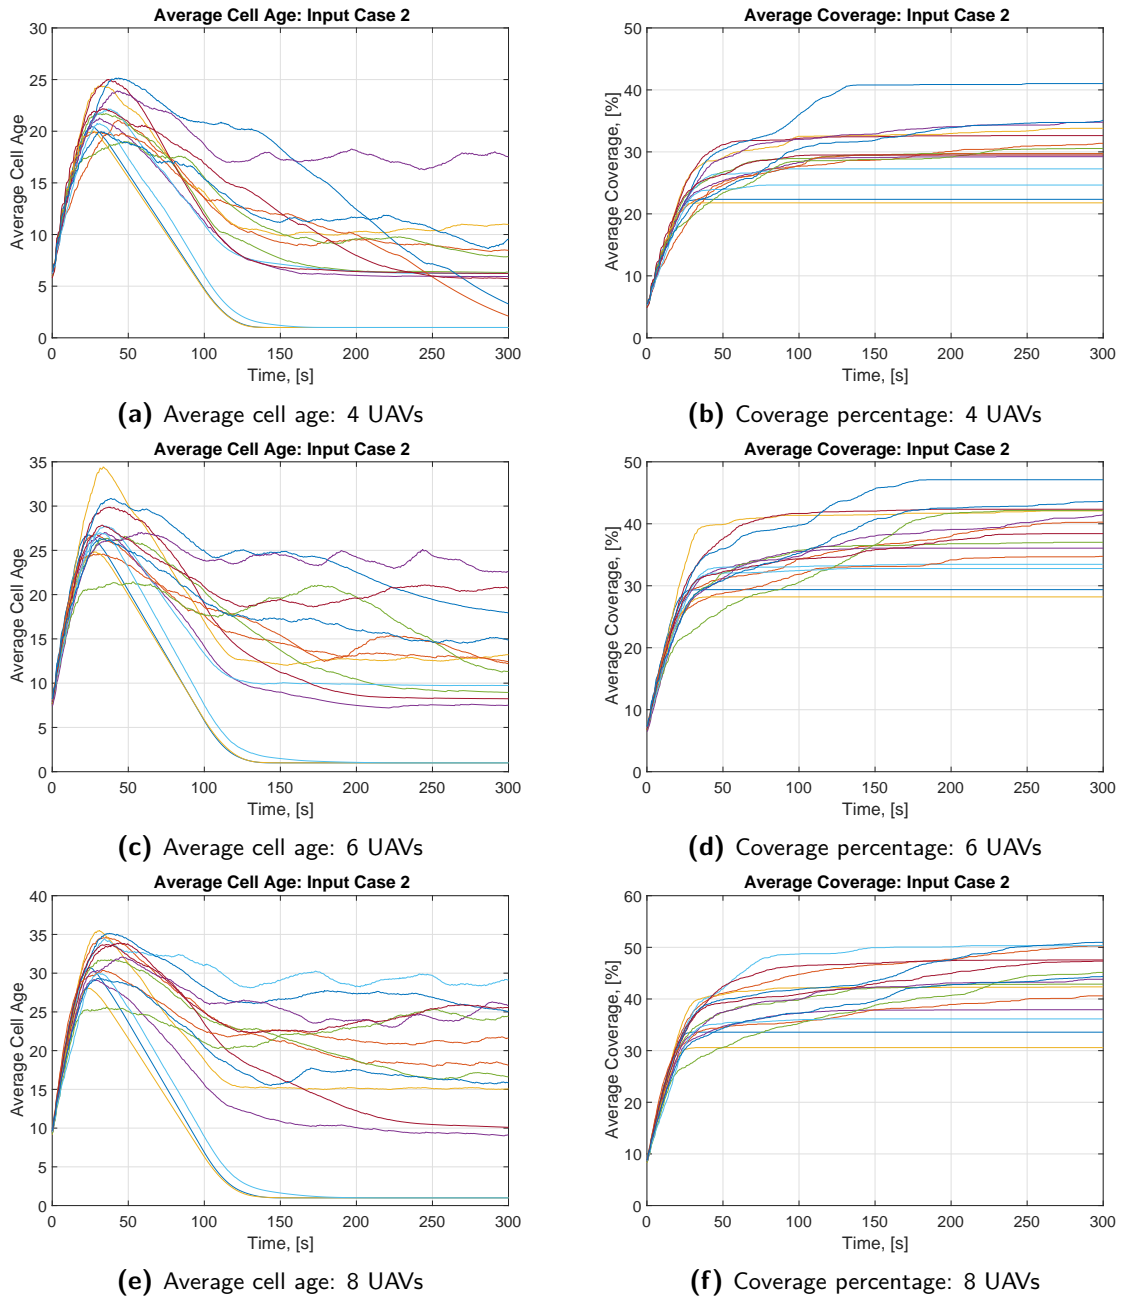 Average Cell Age: Input Case 2
Average Coverage: Input Case 2
30
25
20
15
10
5
0
Average Cell Age
0 50 100 150 200 250 300
Time, [s]
50
40
30
20
10
0
Average Coverage, [%]
0 50 100 150 200 250 300
Time, [s]
(a) Average cell age: 4 UAVs
(b) Coverage percentage: 4 UAVs
Average Cell Age: Input Case 2
Average Coverage: Input Case 2
35
30
25
20
15
10
5
0
Average Cell Age
0 50 100 150 200 250 300
Time, [s]
50
40
30
20
10
0
Average Coverage, [%]
0 50 100 150 200 250 300
Time, [s]
(c) Average cell age: 6 UAVs
(d) Coverage percentage: 6 UAVs
Average Cell Age: Input Case 2
Average Coverage: Input Case 2
40
35
30
25
20
15
10
5
0
Average Cell Age
0 50 100 150 200 250 300
Time, [s]
60
50
40
30
20
10
0
Average Coverage, [%]
0 50 100 150 200 250 300
Time, [s]
(e) Average cell age: 8 UAVs
(f) Coverage percentage: 8 UAVs